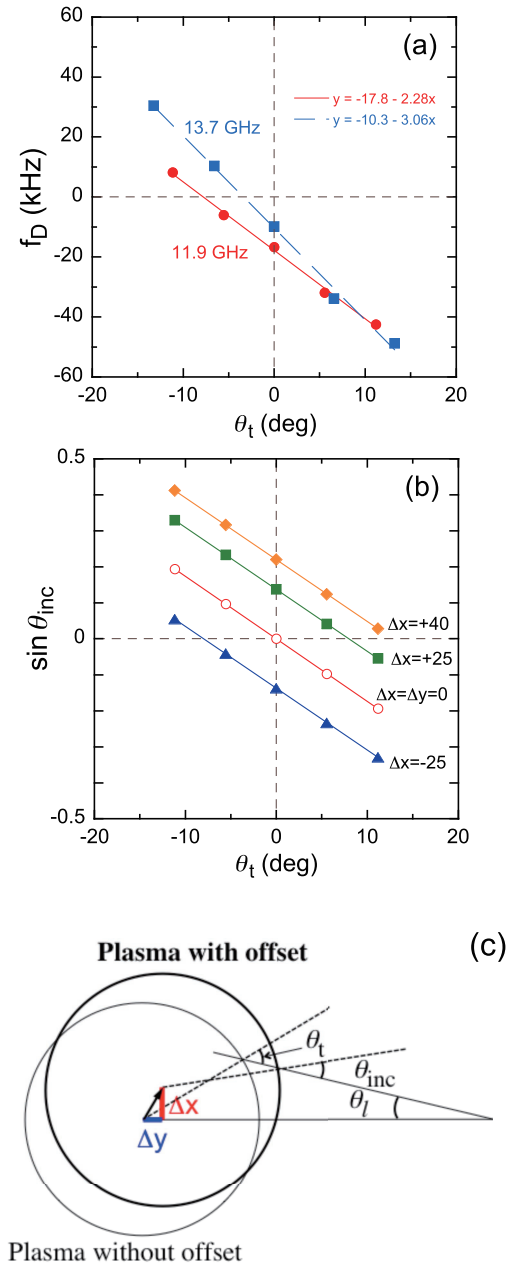 (a)
60
40
20
0
-20
-40
-60
f_D (kHz)
y = -17.8 - 2.28x
y = -10.3 - 3.06x
13.7 GHz
11.9 GHz
-20 -10 0 10 20
θ_t (deg)
(b)
0.5
0
-0.5
sin θ_inc
Δx=+40
Δx=+25
Δx=Δy=0
Δx=-25
-20 -10 0 10 20
θ_t (deg)
(c)
Plasma with offset
θ_t
θ_inc
θ_l
Δx
Δy
Plasma without offset